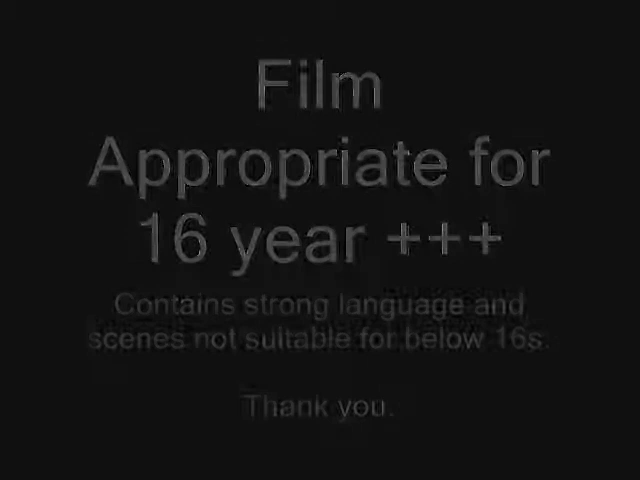 Film
Appropriate for
16 year +++
Contains strong language and
scenes not suitable for below 16s.
Thank you.